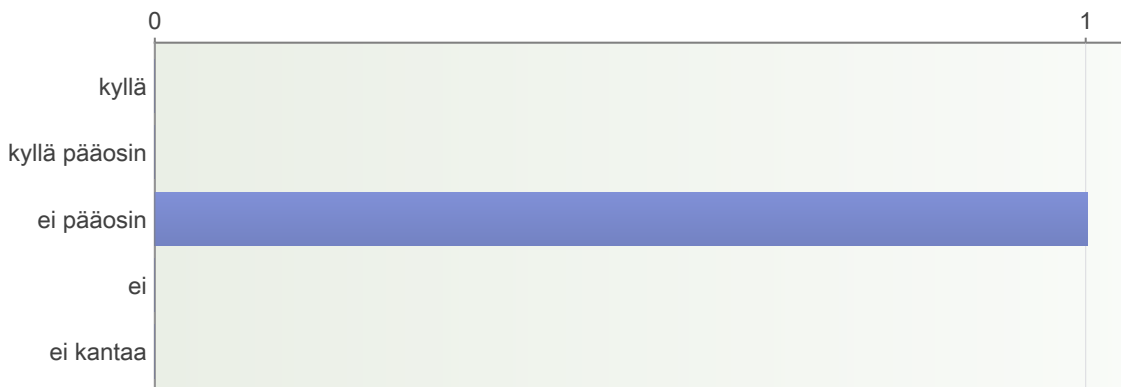 0 1
kyllä
kyllä pääosin
ei pääosin
ei
ei kantaa